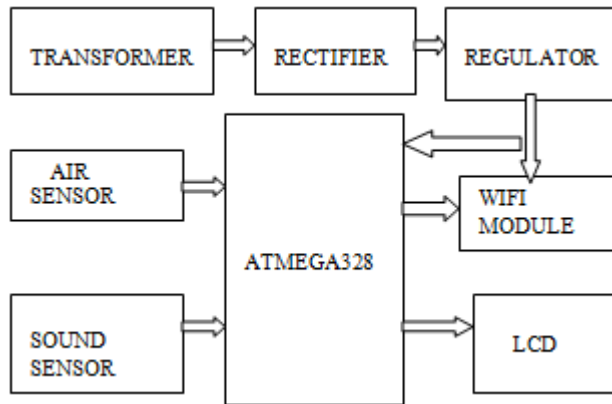 TRANSFORMER
RECTIFIER
REGULATOR
AIR
SENSOR
WIFI
MODULE
ATMEGA328
SOUND
SENSOR
LCD